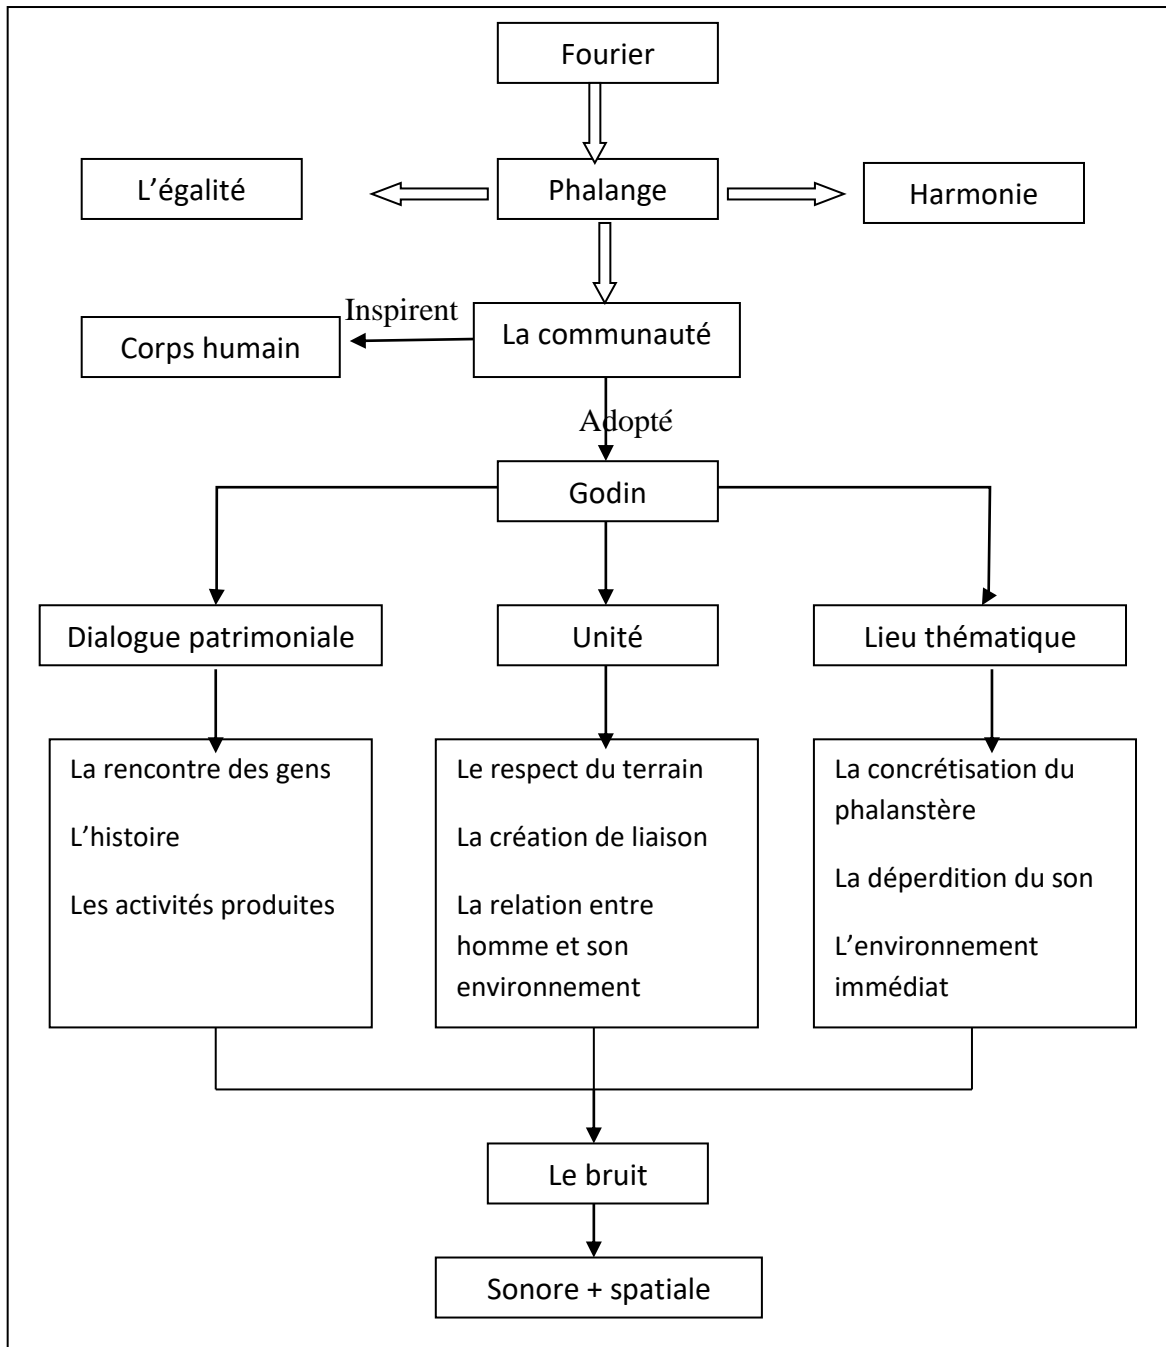 Fourier
L’égalité
Phalange
Harmonie
Inspirent
Corps humain
La communauté
Adopté
Godin
Dialogue patrimoniale
Unité
Lieu thématique
La rencontre des gens
L’histoire
Les activités produites
Le respect du terrain
La création de liaison
La relation entre
homme et son
environnement
La concrétisation du
phalanstère
La déperdition du son
L’environnement
immédiat
Le bruit
Sonore + spatiale